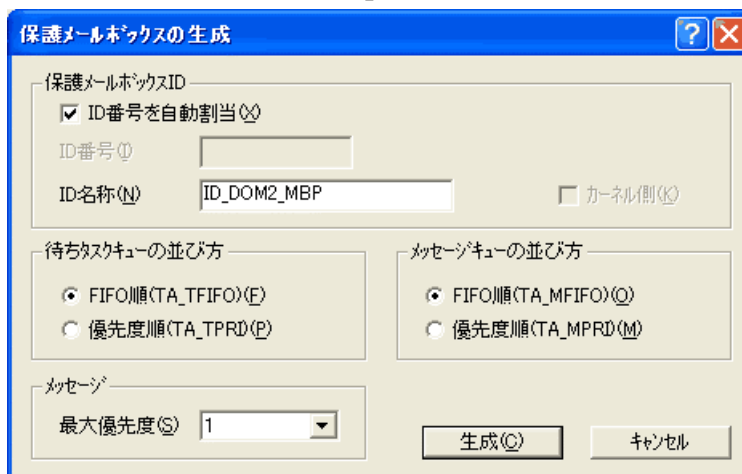 保護ﾒｰﾙﾎﾞｯｸｽの生成
保護ﾒｰﾙﾎﾞｯｸｽID
ID番号を自動割当(X)
ID番号(I)
ID名称(N) ID_DOM2_MBP カーネル側(K)
待ちﾀｽｸｷｭｰの並び方
FIFO順(TA_TFIFO)(F)
優先度順(TA_TPRI)(P)
ﾒｯｾｰｼﾞｷｭｰの並び方
FIFO順(TA_MFIFO)(O)
優先度順(TA_MPRI)(M)
ﾒｯｾｰｼﾞ
最大優先度(S) 1
生成(C) ｷｬﾝｾﾙ